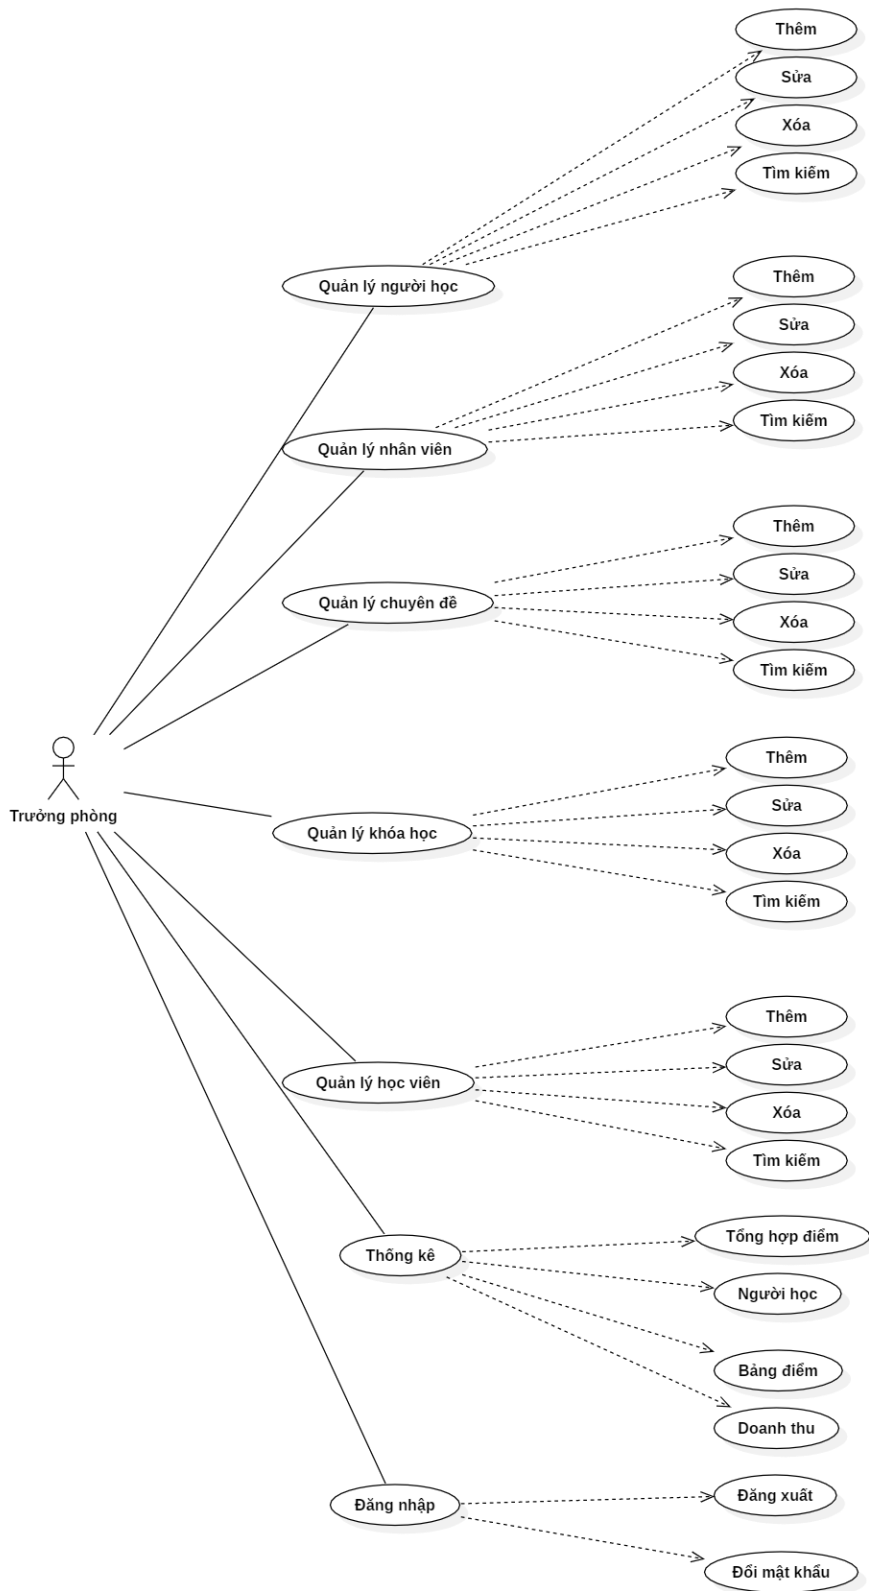 Thêm
Sửa
Xóa
Tìm kiếm
Quản lý người học
Thêm
Sửa
Xóa
Tìm kiếm
Quản lý nhân viên
Thêm
Sửa
Xóa
Tìm kiếm
Quản lý chuyên đề
Trưởng phòng
Thêm
Sửa
Xóa
Tìm kiếm
Quản lý khóa học
Thêm
Sửa
Xóa
Tìm kiếm
Quản lý học viên
Thống kê
Tổng hợp điểm
Người học
Bảng điểm
Doanh thu
Đăng nhập
Đăng xuất
Đổi mật khẩu